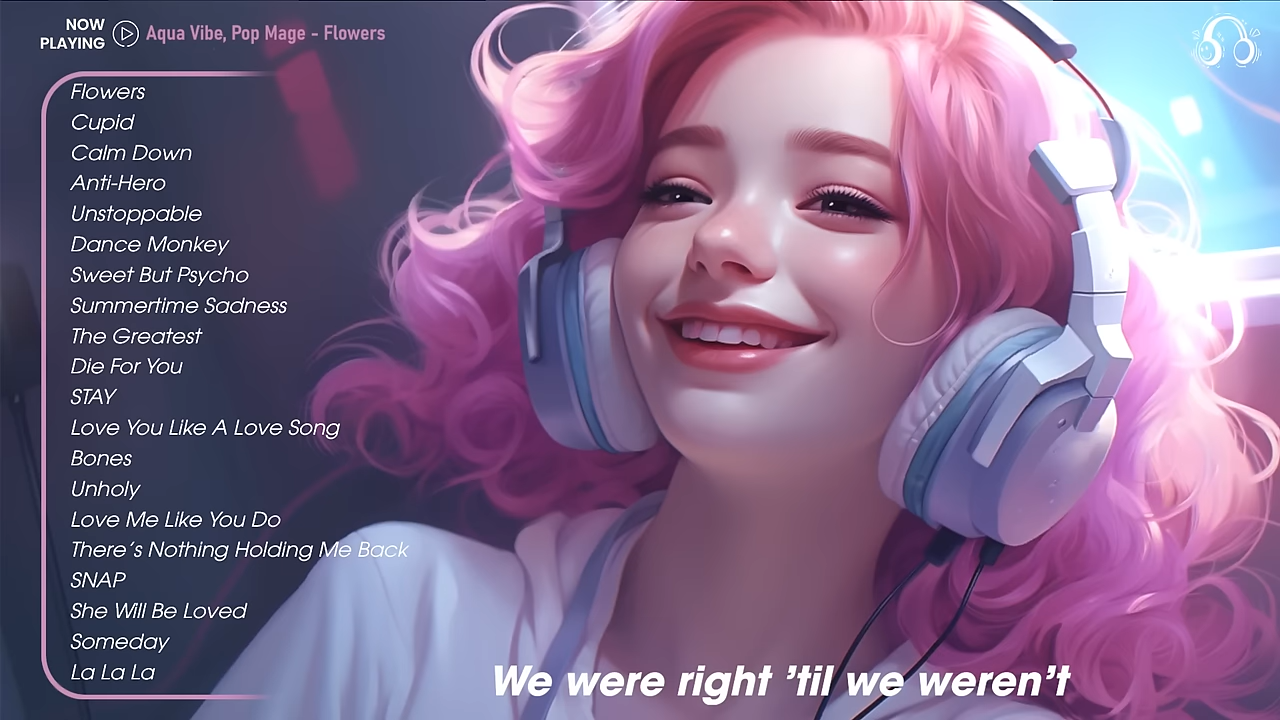 NOW
PLAYING
Aqua Vibe, Pop Mage - Flowers
Flowers
Cupid
Calm Down
Anti-Hero
Unstoppable
Dance Monkey
Sweet But Psycho
Summertime Sadness
The Greatest
Die For You
STAY
Love You Like A Love Song
Bones
Unholy
Love Me Like You Do
There´s Nothing Holding Me Back
SNAP
She Will Be Loved
Someday
La La La
We were right ’til we weren’t